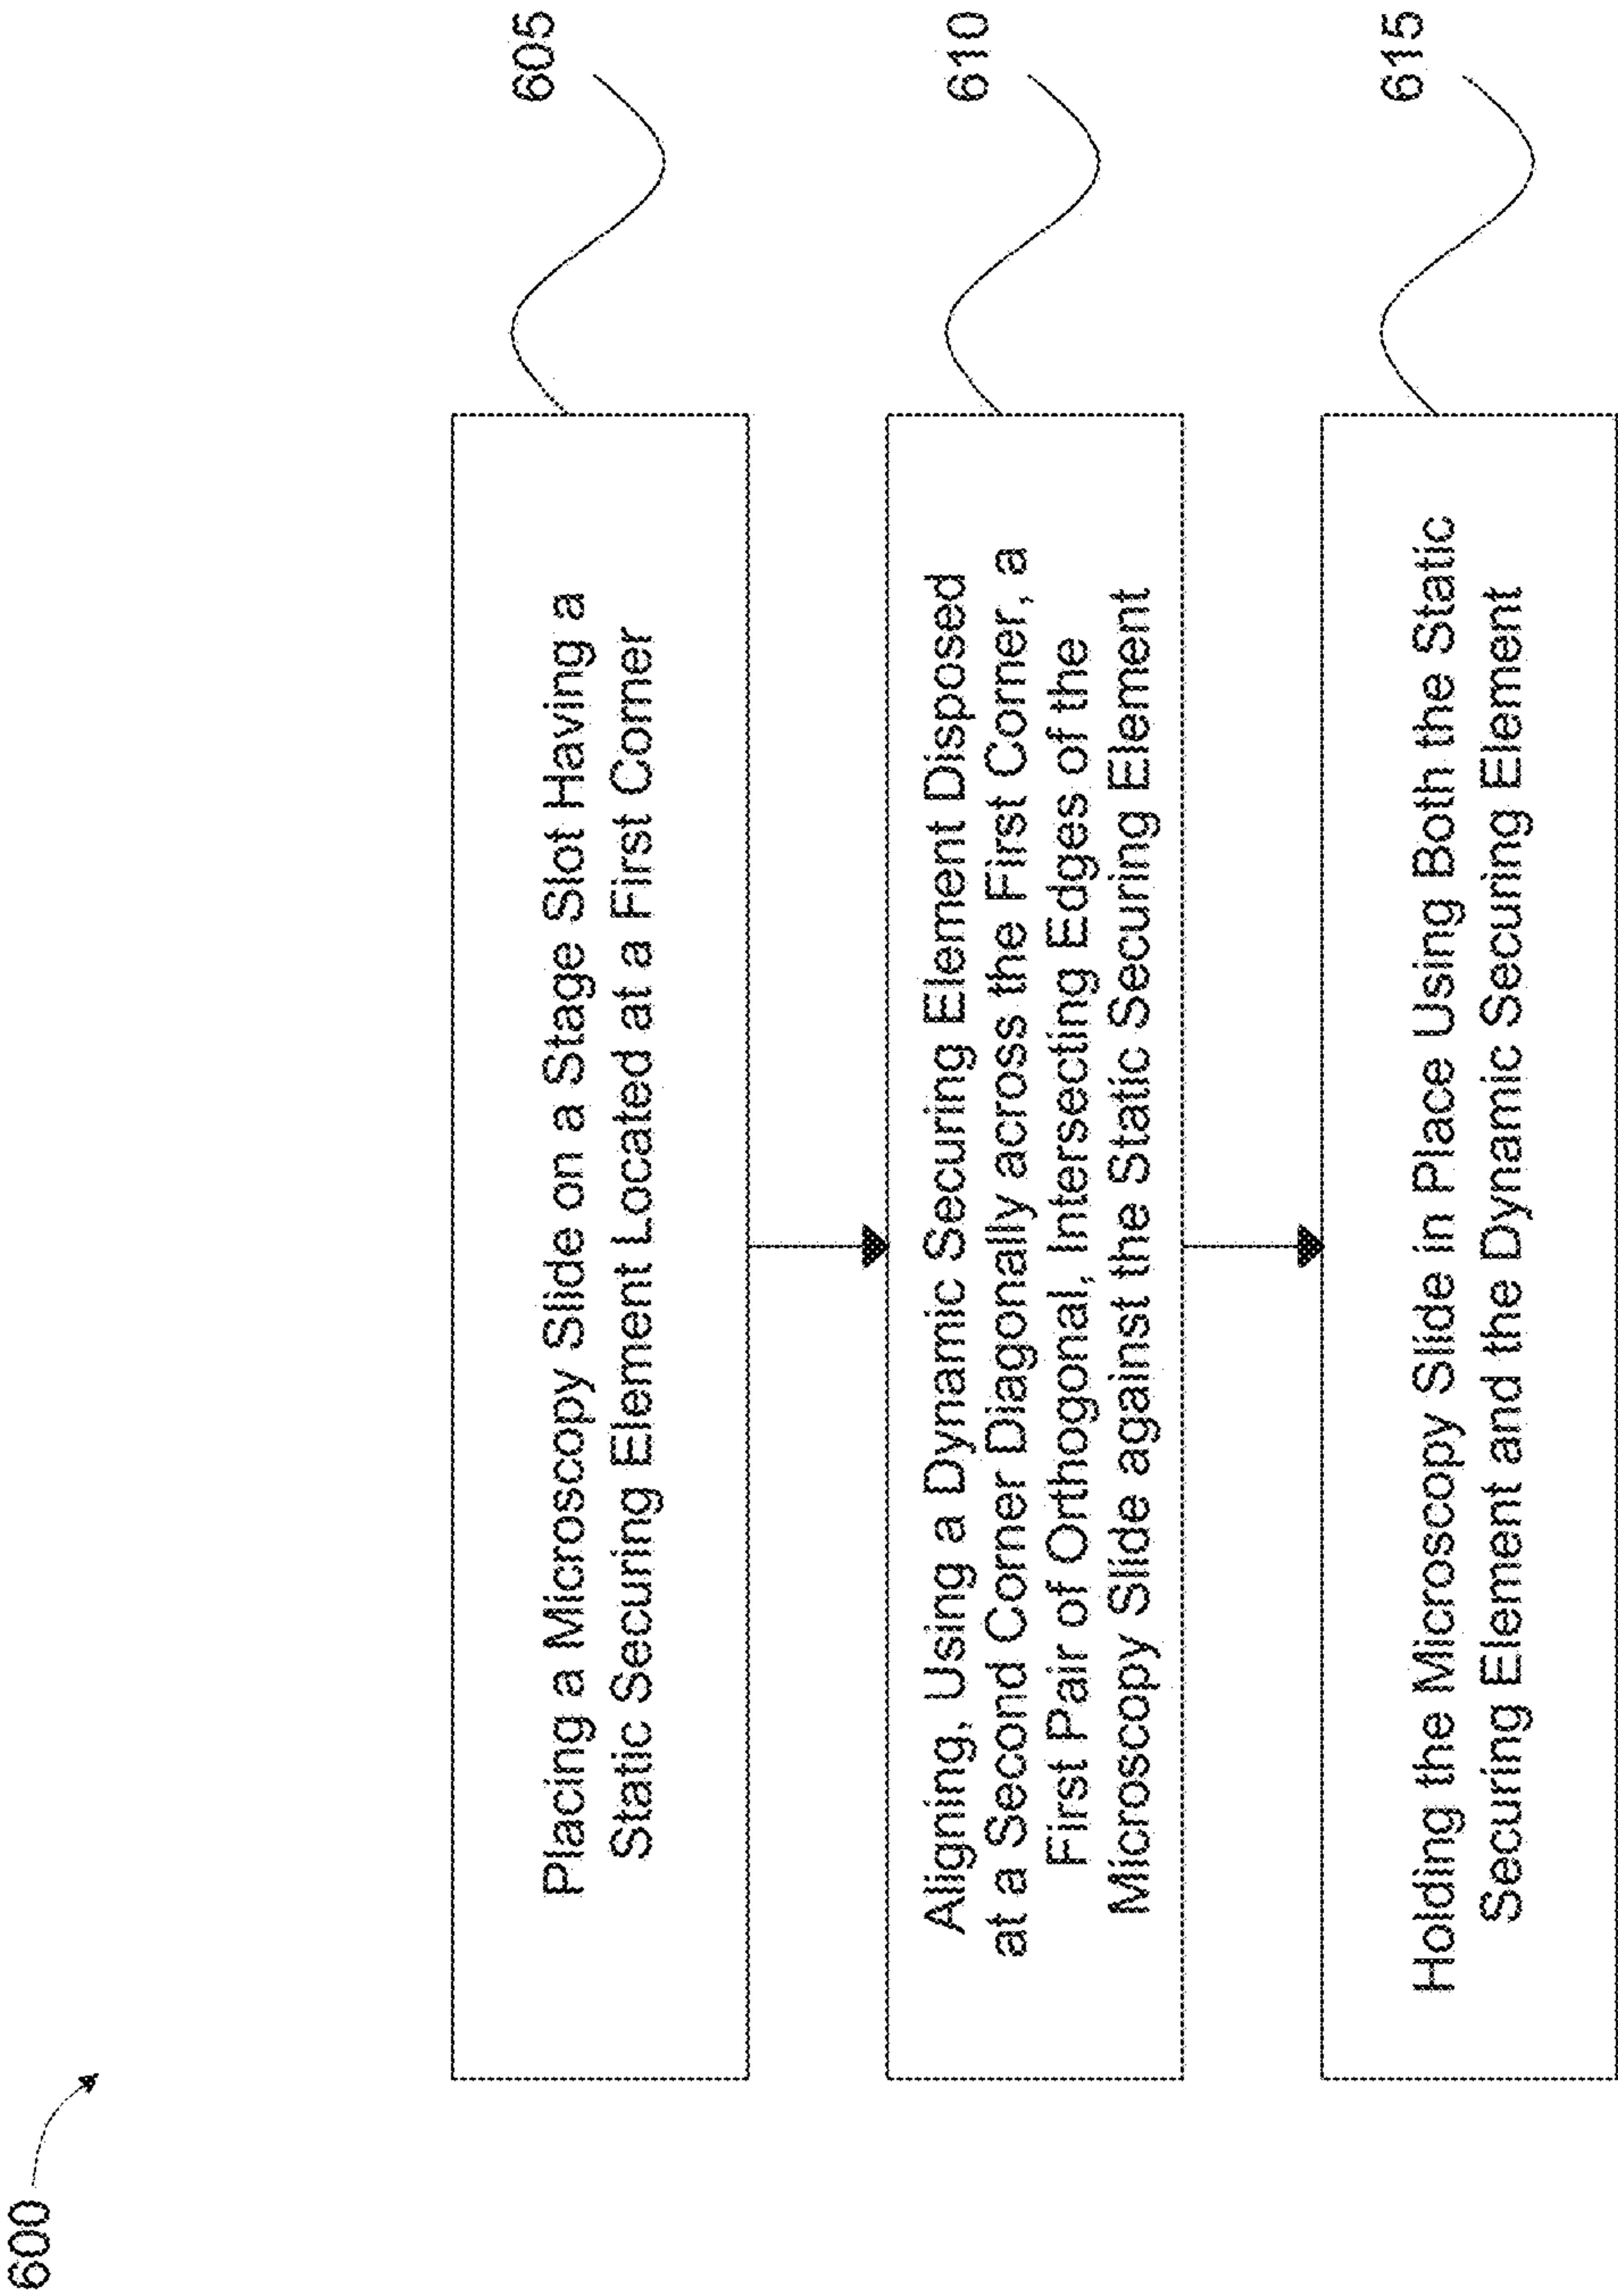 600
Placing a Microscopy Slide on a Stage Slot Having a
Static Securing Element Located at a First Corner
605
Aligning, Using a Dynamic Securing Element Disposed
at a Second Corner Diagonally across the First Corner, a
First Pair of Orthogonal, Intersecting Edges of the
Microscopy Slide against the Static Securing Element
610
Holding the Microscopy Slide in Place Using Both the Static
Securing Element and the Dynamic Securing Element
615